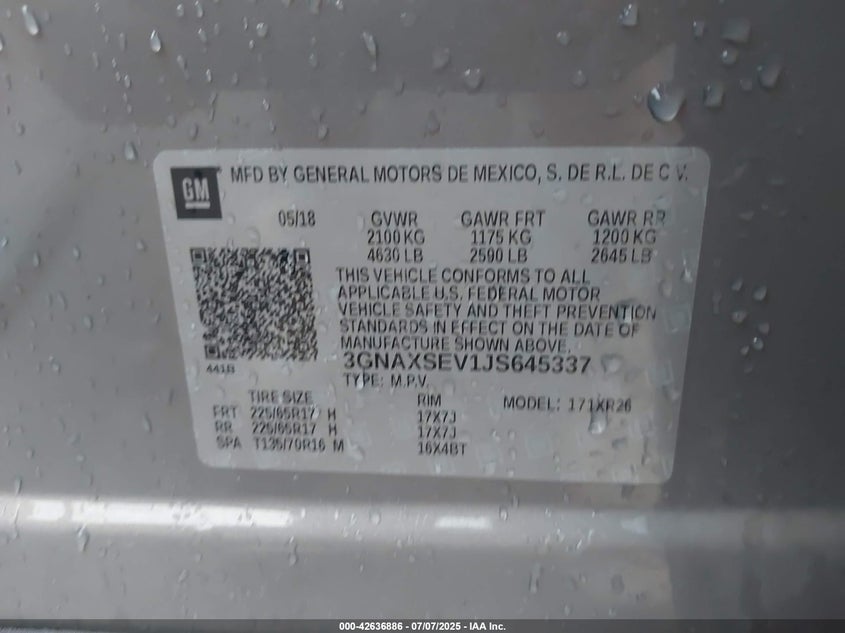 GM
MFD BY GENERAL MOTORS DE MEXICO, S. DE R.L. DE C.V.
05/18 GVWR GAWR FRT GAWR RR
2100 KG 1175 KG 1200 KG
4630 LB 2590 LB 2645 LB
THIS VEHICLE CONFORMS TO ALL
APPLICABLE U.S. FEDERAL MOTOR
VEHICLE SAFETY AND THEFT PREVENTION
STANDARDS IN EFFECT ON THE DATE OF
MANUFACTURE SHOWN ABOVE.
3GNAXSEV1JS645337
441B
TYPE: M.P.V.
TIRE SIZE RIM MODEL: 171XR26
FRT 225/65R17 H 17X7J
RR 225/65R17 H 17X7J
SPA T135/70R16 M 16X4BT
000-42636886 - 07/07/2025 - IAA Inc.